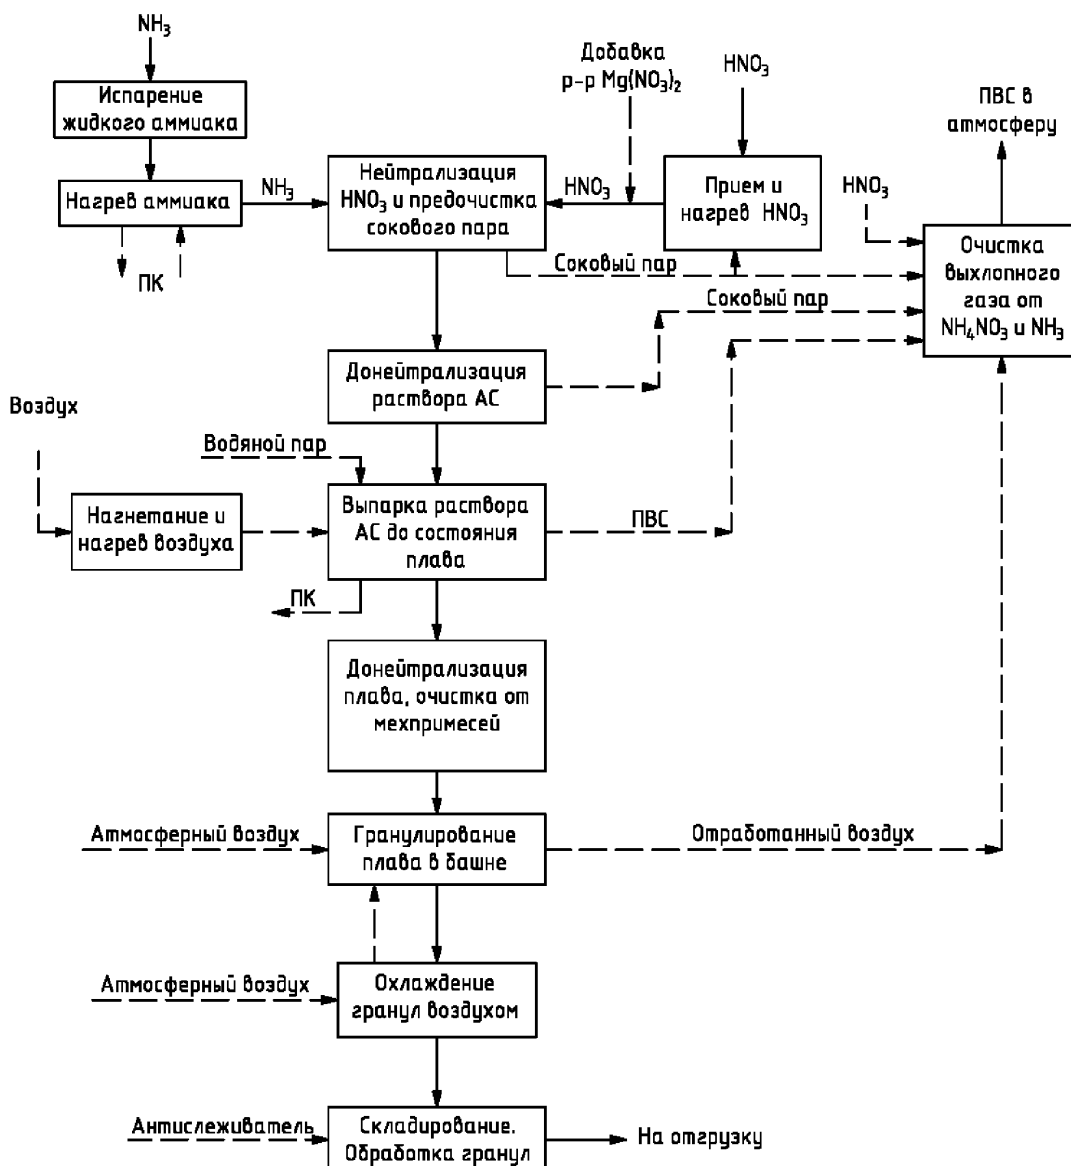 NH₃
Испарение
жидкого аммиака
Нагрев аммиака
NH₃
ПК
Добавка
р-р Mg(NO₃)₂
HNO₃
Нейтрализация
HNO₃ и предочистка
сокового пара
HNO₃
Прием и
нагрев HNO₃
ПВС в
атмосферу
HNO₃
Очистка
выхлопного
газа от
NH₄NO₃ и NH₃
Соковый пар
Соковый пар
Донейтрализация
раствора АС
Воздух
Водяной пар
Нагнетание и
нагрев воздуха
Выпарка раствора
АС до состояния
плава
ПВС
ПК
Донейтрализация
плава, очистка от
мехпримесей
Атмосферный воздух
Гранулирование
плава в башне
Отработанный воздух
Атмосферный воздух
Охлаждение
гранул воздухом
Антислеживатель
Складирование.
Обработка гранул
На отгрузку